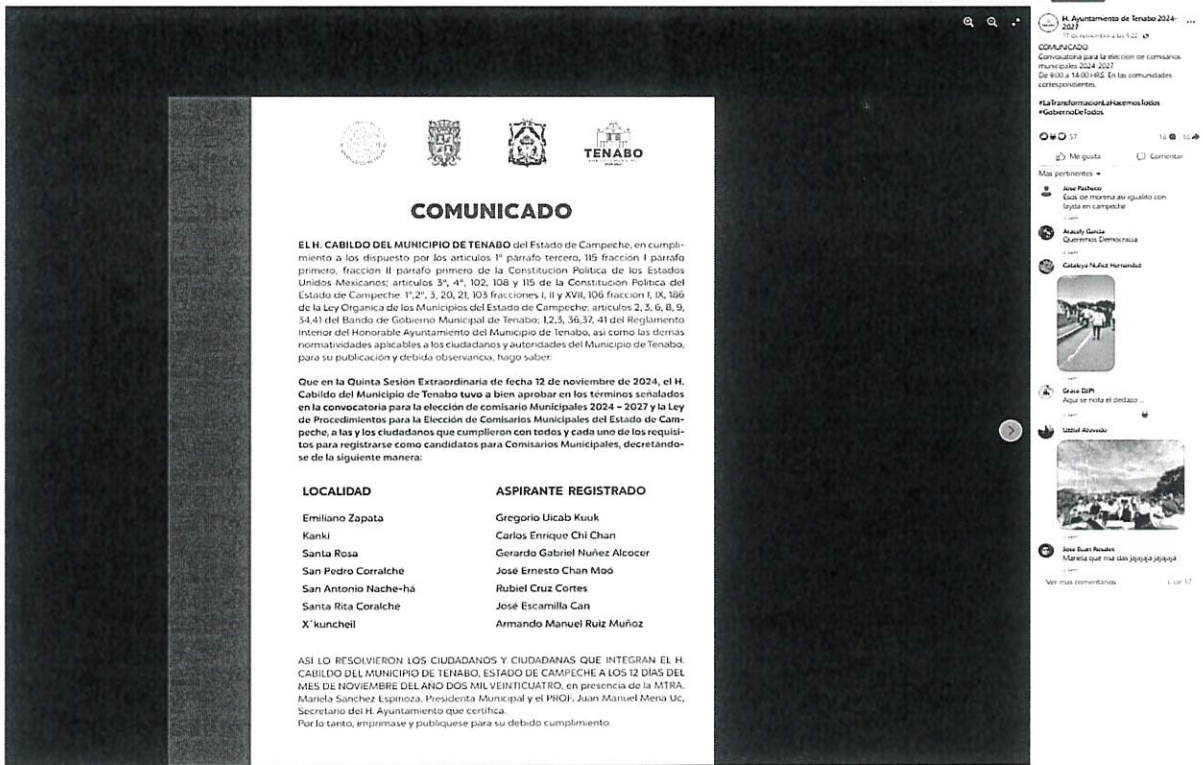 TENABO
COMUNICADO
EL H. CABILDO DEL MUNICIPIO DE TENABO del Estado de Campeche, en cumpli-
miento a los dispuesto por los articulos 1° párrafo tercero, 115 fracción I párrafo
primero, fracción II párrafo primero de la Constitución Política de los Estados
Unidos Mexicanos; articulos 3°, 4°, 102, 108 y 115 de la Constitución Política del
Estado de Campeche. 1°,2°, 3, 20, 21, 103 fracciones I, II y XVII, 106 fracción I, IX, 186
de la Ley Organica de los Municipios del Estado de Campeche; articulos 2, 3, 6, 8, 9,
34,41 del Bando de Gobierno Municipal de Tenabo; 1,2,3, 36,37, 41 del Reglamento
Interior del Honorable Ayuntamiento del Municipio de Tenabo, así como las demas
normatividades aplicables a los ciudadanos y autoridades del Municipio de Tenabo,
para su publicación y debida observancia, hago saber:
Que en la Quinta Sesión Extraordinaria de fecha 12 de noviembre de 2024, el H.
Cabildo del Municipio de Tenabo tuvo a bien aprobar en los términos señalados
en la convocatoria para la elección de comisario Municipales 2024 – 2027 y la Ley
de Procedimientos para la Elección de Comisarios Municipales del Estado de Cam-
peche, a las y los ciudadanos que cumplieron con todos y cada uno de los requisi-
tos para registrarse como candidatos para Comisarios Municipales, decretándo-
se de la siguiente manera:
LOCALIDAD ASPIRANTE REGISTRADO
Emiliano Zapata Gregorio Uicab Kuuk
Kankí Carlos Enrique Chi Chan
Santa Rosa Gerardo Gabriel Nuñez Alcocer
San Pedro Corralché José Ernesto Chan Moó
San Antonio Nache-há Rubiel Cruz Cortes
Santa Rita Coralché José Escamilla Can
X´kuncheil Armando Manuel Ruiz Muñoz
ASÍ LO RESOLVIERON LOS CIUDADANOS Y CIUDADANAS QUE INTEGRAN EL H.
CABILDO DEL MUNICIPIO DE TENABO, ESTADO DE CAMPECHE A LOS 12 DÍAS DEL
MES DE NOVIEMBRE DEL AÑO DOS MIL VEINTICUATRO, en presencia de la MTRA.
Mariela Sánchez Espinoza, Presidenta Municipal y el PROF. Juan Manuel Mena Uc,
Secretario del H. Ayuntamiento que certifica.
Por lo tanto, imprimase y publiquese para su debido cumplimiento.
H. Ayuntamiento de Tenabo 2024-
2027
COMUNICADO
Convocatoria para la elección de comisarios
municipales 2024-2027
De 9:00 a 14:00 HRS. En las comunidades
correspondientes.
#LaTransformacionLaHacemosTodos
#GobiernoDeTodos
57
Me gusta Comentar
Mas pertinentes
Jose Pacheco
Esos de morena asi igualito con
layda en campeche
Aracely Garcia
Queremos Democracia
Cataleya Nuñez Hernandez
Grace
Aqui se nota el dedazo ...
Uzziel Acevedo
Jose Euan Rosales
Mariela que risa das jajajaja jajajaja
Ver mas comentarios